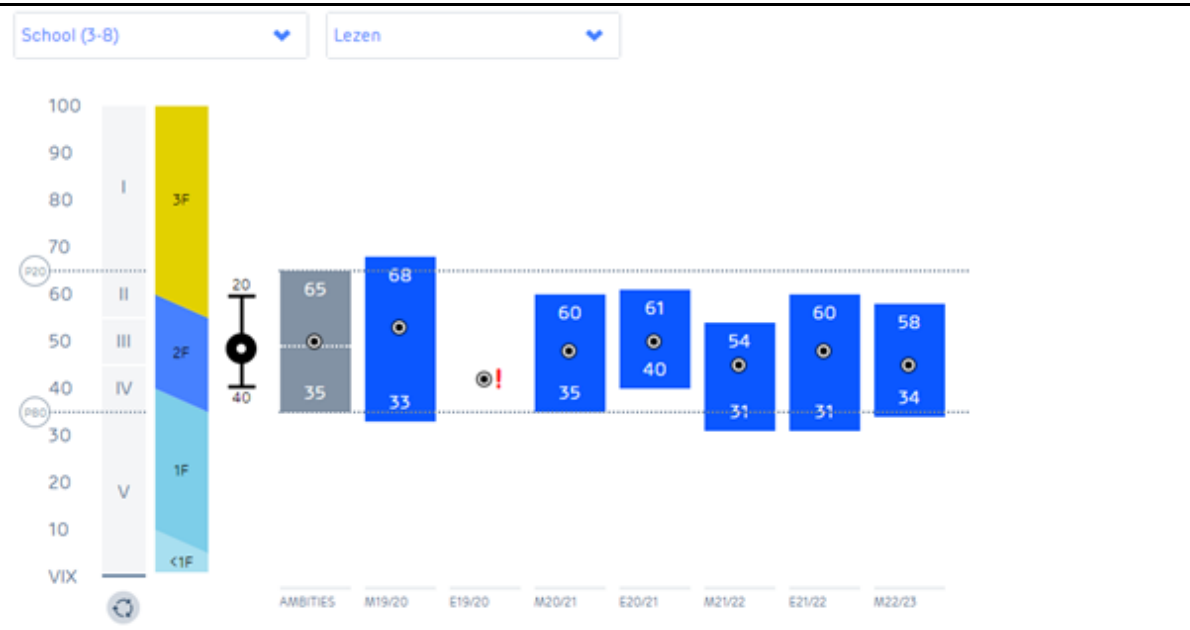 School (3-8) Lezen
100
90
I
80 3F
70
P20
20 68
60 II 65 61
60 60 58
50 III 54
2F
40 IV 40
!
40 35 33 35 31 31 34
P80
30
1F
20 V
10
<1F
VIX
AMBITIES M19/20 E19/20 M20/21 E20/21 M21/22 E21/22 M22/23